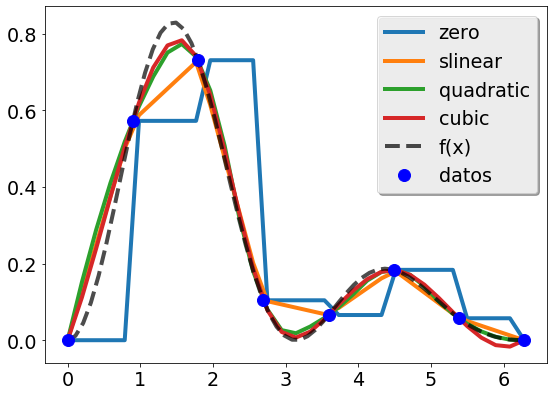 zero
slinear
quadratic
cubic
f(x)
datos
0.8
0.6
0.4
0.2
0.0
0 1 2 3 4 5 6